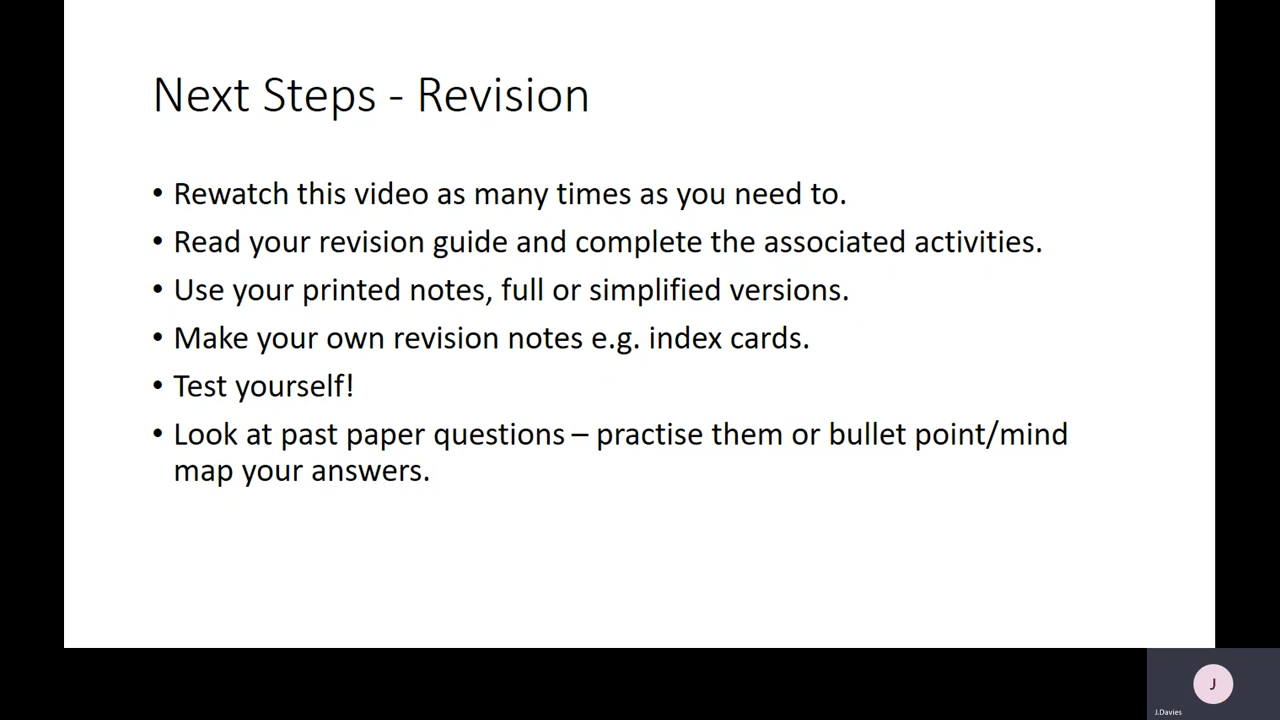 Next Steps - Revision
• Rewatch this video as many times as you need to.
• Read your revision guide and complete the associated activities.
• Use your printed notes, full or simplified versions.
• Make your own revision notes e.g. index cards.
• Test yourself!
• Look at past paper questions – practise them or bullet point/mind
map your answers.
J
J.Davies